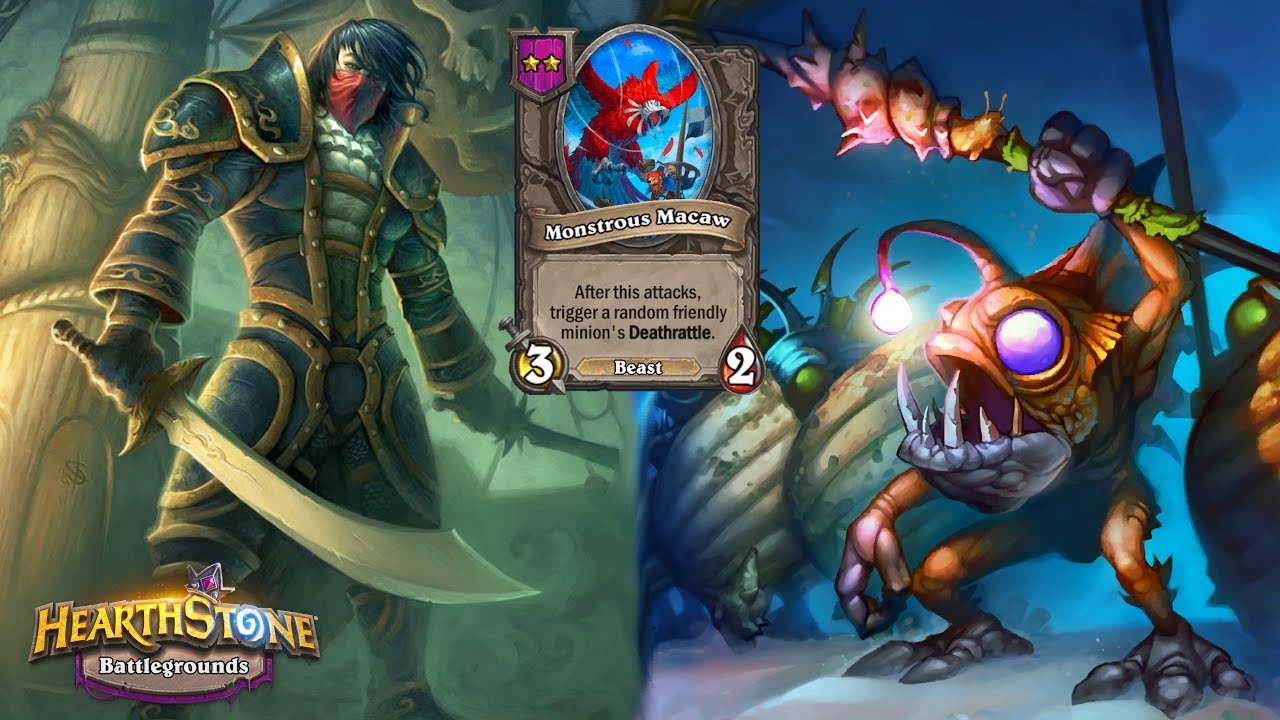 Monstrous Macaw
After this attacks,
trigger a random friendly
minion's Deathrattle.
3
Beast
2
HEARTHSTONE
Battlegrounds